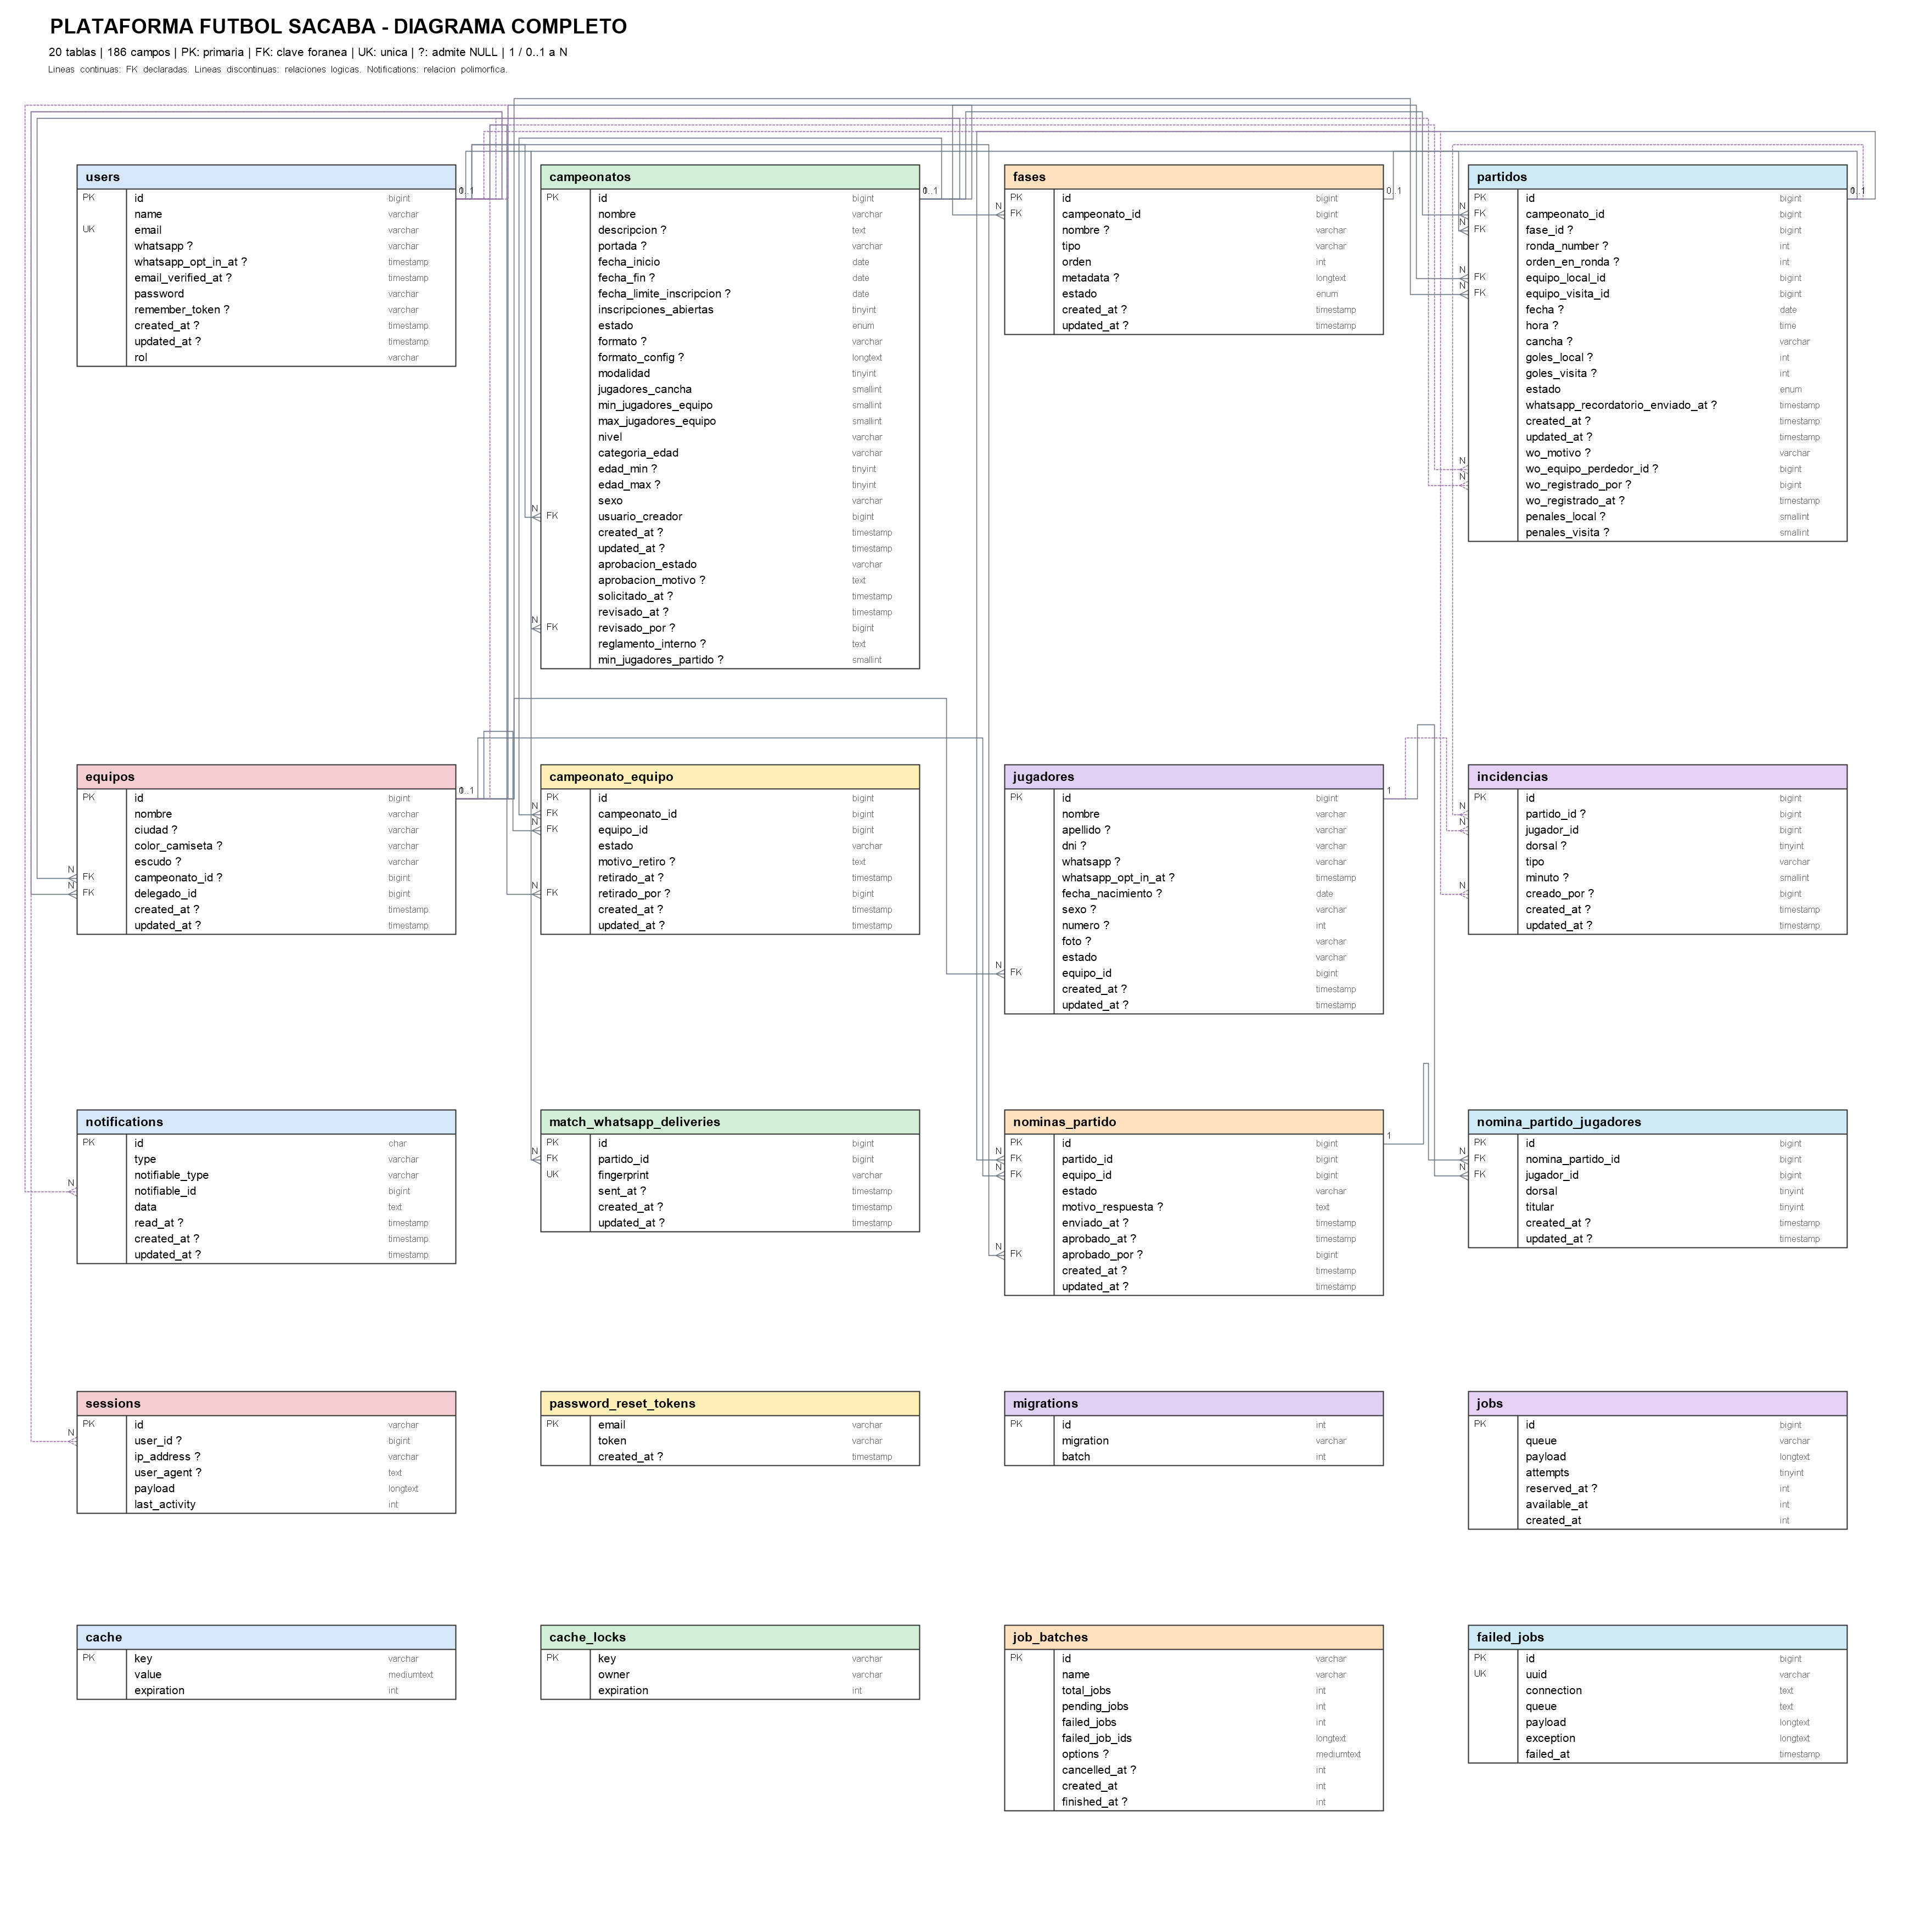 PLATAFORMA FUTBOL SACABA - DIAGRAMA COMPLETO
20 tablas | 186 campos | PK: primaria | FK: clave foranea | UK: unica | ?: admite NULL | 1 / 0..1 a N
Lineas continuas: FK declaradas. Lineas discontinuas: relaciones logicas. Notifications: relacion polimorfica.
users
PK id bigint 0..1
name varchar
UK email varchar
whatsapp ? varchar
whatsapp_opt_in_at ? timestamp
email_verified_at ? timestamp
password varchar
remember_token ? varchar
created_at ? timestamp
updated_at ? timestamp
rol varchar
campeonatos
PK id bigint 0..1
nombre varchar
descripcion ? text
portada ? varchar
fecha_inicio date
fecha_fin ? date
fecha_limite_inscripcion ? date
inscripciones_abiertas tinyint
estado enum
formato ? varchar
formato_config ? longtext
modalidad tinyint
jugadores_cancha smallint
min_jugadores_equipo smallint
max_jugadores_equipo smallint
nivel varchar
categoria_edad varchar
edad_min ? tinyint
edad_max ? tinyint
sexo varchar
N FK usuario_creador bigint
created_at ? timestamp
updated_at ? timestamp
aprobacion_estado varchar
aprobacion_motivo ? text
solicitado_at ? timestamp
revisado_at ? timestamp
N FK revisado_por ? bigint
reglamento_interno ? text
min_jugadores_partido ? smallint
fases
PK id bigint 0..1
N FK campeonato_id bigint
nombre ? varchar
tipo varchar
orden int
metadata ? longtext
estado enum
created_at ? timestamp
updated_at ? timestamp
partidos
PK id bigint 0..1
N FK campeonato_id bigint
N FK fase_id ? bigint
ronda_number ? int
orden_en_ronda ? int
N FK equipo_local_id bigint
N FK equipo_visita_id bigint
fecha ? date
hora ? time
cancha ? varchar
goles_local ? int
goles_visita ? int
estado enum
whatsapp_recordatorio_enviado_at ? timestamp
created_at ? timestamp
updated_at ? timestamp
wo_motivo ? varchar
N wo_equipo_perdedor_id ? bigint
N wo_registrado_por ? bigint
wo_registrado_at ? timestamp
penales_local ? smallint
penales_visita ? smallint
equipos
PK id bigint 0..1
nombre varchar
ciudad ? varchar
color_camiseta ? varchar
escudo ? varchar
N FK campeonato_id ? bigint
N FK delegado_id bigint
created_at ? timestamp
updated_at ? timestamp
campeonato_equipo
PK id bigint
N FK campeonato_id bigint
N FK equipo_id bigint
estado varchar
motivo_retiro ? text
retirado_at ? timestamp
N FK retirado_por ? bigint
created_at ? timestamp
updated_at ? timestamp
jugadores
PK id bigint 1
nombre varchar
apellido ? varchar
dni ? varchar
whatsapp ? varchar
whatsapp_opt_in_at ? timestamp
fecha_nacimiento ? date
sexo ? varchar
numero ? int
foto ? varchar
estado varchar
N FK equipo_id bigint
created_at ? timestamp
updated_at ? timestamp
incidencias
PK id bigint
N partido_id ? bigint
N jugador_id bigint
dorsal ? tinyint
tipo varchar
minuto ? smallint
N creado_por ? bigint
created_at ? timestamp
updated_at ? timestamp
notifications
PK id char
type varchar
notifiable_type varchar
N notifiable_id bigint
data text
read_at ? timestamp
created_at ? timestamp
updated_at ? timestamp
match_whatsapp_deliveries
PK id bigint
N FK partido_id bigint
UK fingerprint varchar
sent_at ? timestamp
created_at ? timestamp
updated_at ? timestamp
nominas_partido
PK id bigint 1
N FK partido_id bigint
N FK equipo_id bigint
estado varchar
motivo_respuesta ? text
enviado_at ? timestamp
aprobado_at ? timestamp
N FK aprobado_por ? bigint
created_at ? timestamp
updated_at ? timestamp
nomina_partido_jugadores
PK id bigint
N FK nomina_partido_id bigint
N FK jugador_id bigint
dorsal tinyint
titular tinyint
created_at ? timestamp
updated_at ? timestamp
sessions
PK id varchar
N user_id ? bigint
ip_address ? varchar
user_agent ? text
payload longtext
last_activity int
password_reset_tokens
PK email varchar
token varchar
created_at ? timestamp
migrations
PK id int
migration varchar
batch int
jobs
PK id bigint
queue varchar
payload longtext
attempts tinyint
reserved_at ? int
available_at int
created_at int
cache
PK key varchar
value mediumtext
expiration int
cache_locks
PK key varchar
owner varchar
expiration int
job_batches
PK id varchar
name varchar
total_jobs int
pending_jobs int
failed_jobs int
failed_job_ids longtext
options ? mediumtext
cancelled_at ? int
created_at int
finished_at ? int
failed_jobs
PK id bigint
UK uuid varchar
connection text
queue text
payload longtext
exception longtext
failed_at timestamp